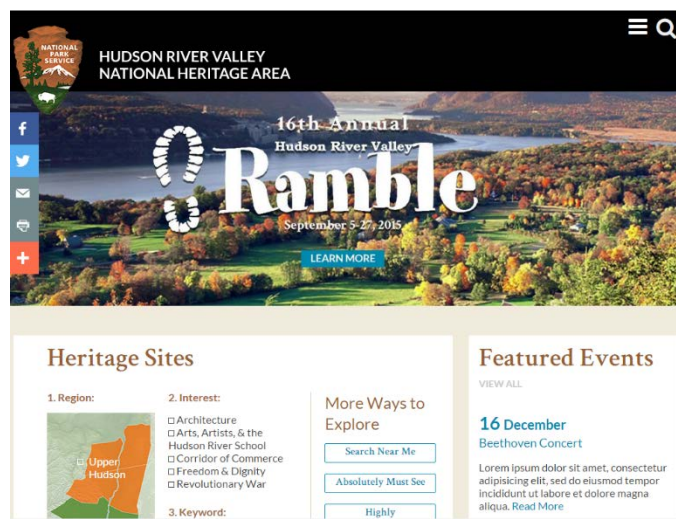 NATIONAL
PARK
SERVICE
HUDSON RIVER VALLEY
NATIONAL HERITAGE AREA
16th Annual
Hudson River Valley
Ramble
September 5-27, 2015
LEARN MORE
Heritage Sites
1. Region:
Upper
Hudson
2. Interest:
Architecture
Arts, Artists, & the
Hudson River School
Corridor of Commerce
Freedom & Dignity
Revolutionary War
3. Keyword:
More Ways to
Explore
Search Near Me
Absolutely Must See
Highly
Featured Events
VIEW ALL
16 December
Beethoven Concert
Lorem ipsum dolor sit amet, consectetur
adipisicing elit, sed do eiusmod tempor
incididunt ut labore et dolore magna
aliqua. Read More